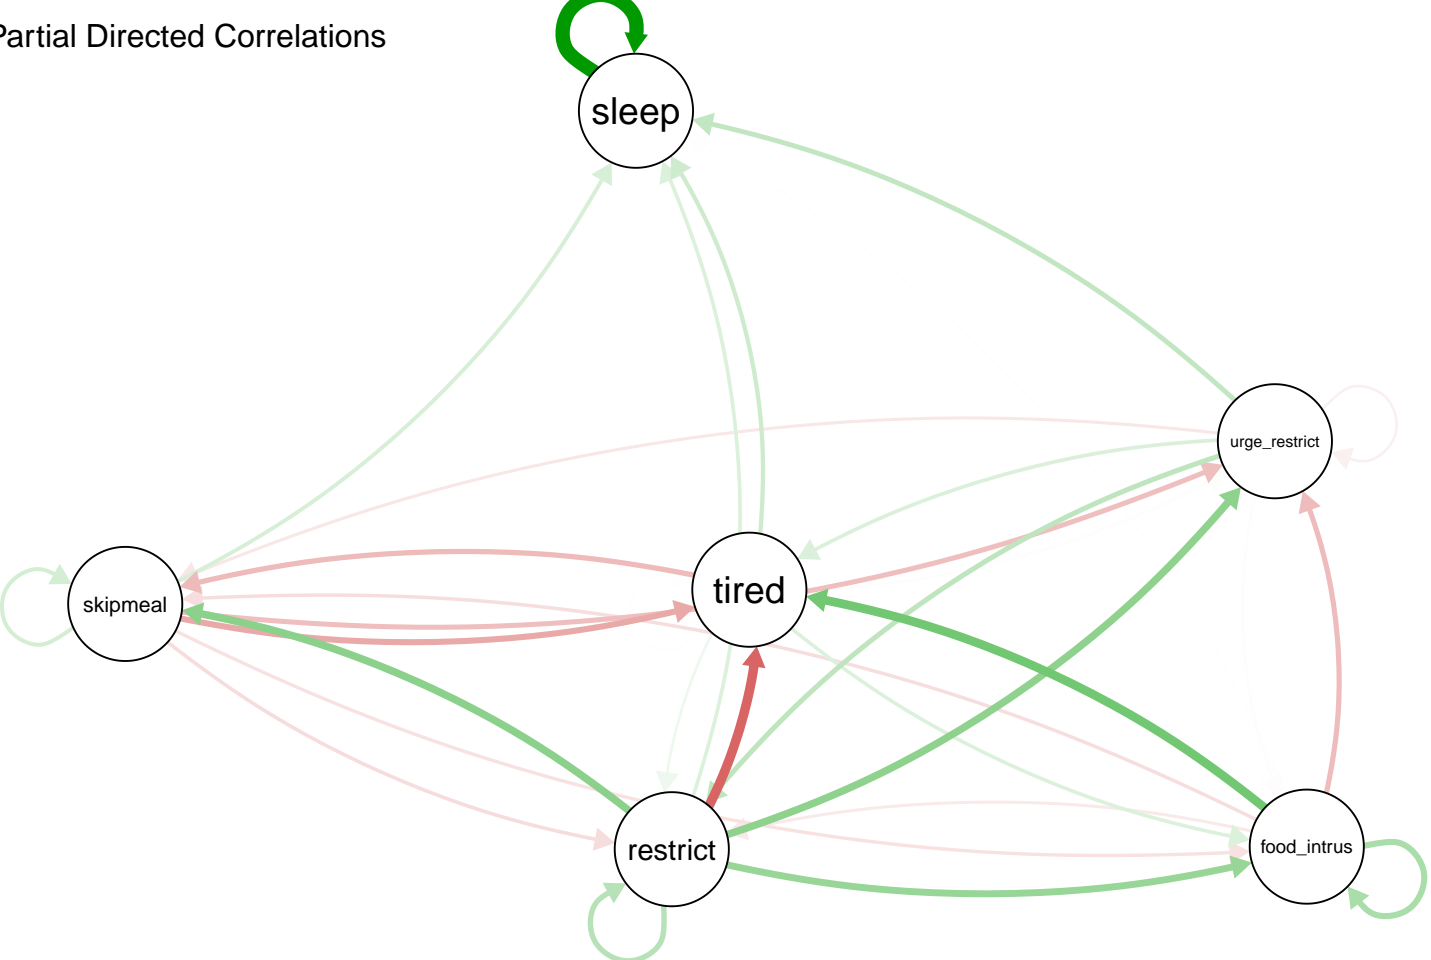 Partial Directed Correlations
sleep
urge_restrict
tired
skipmeal
restrict
food_intrus